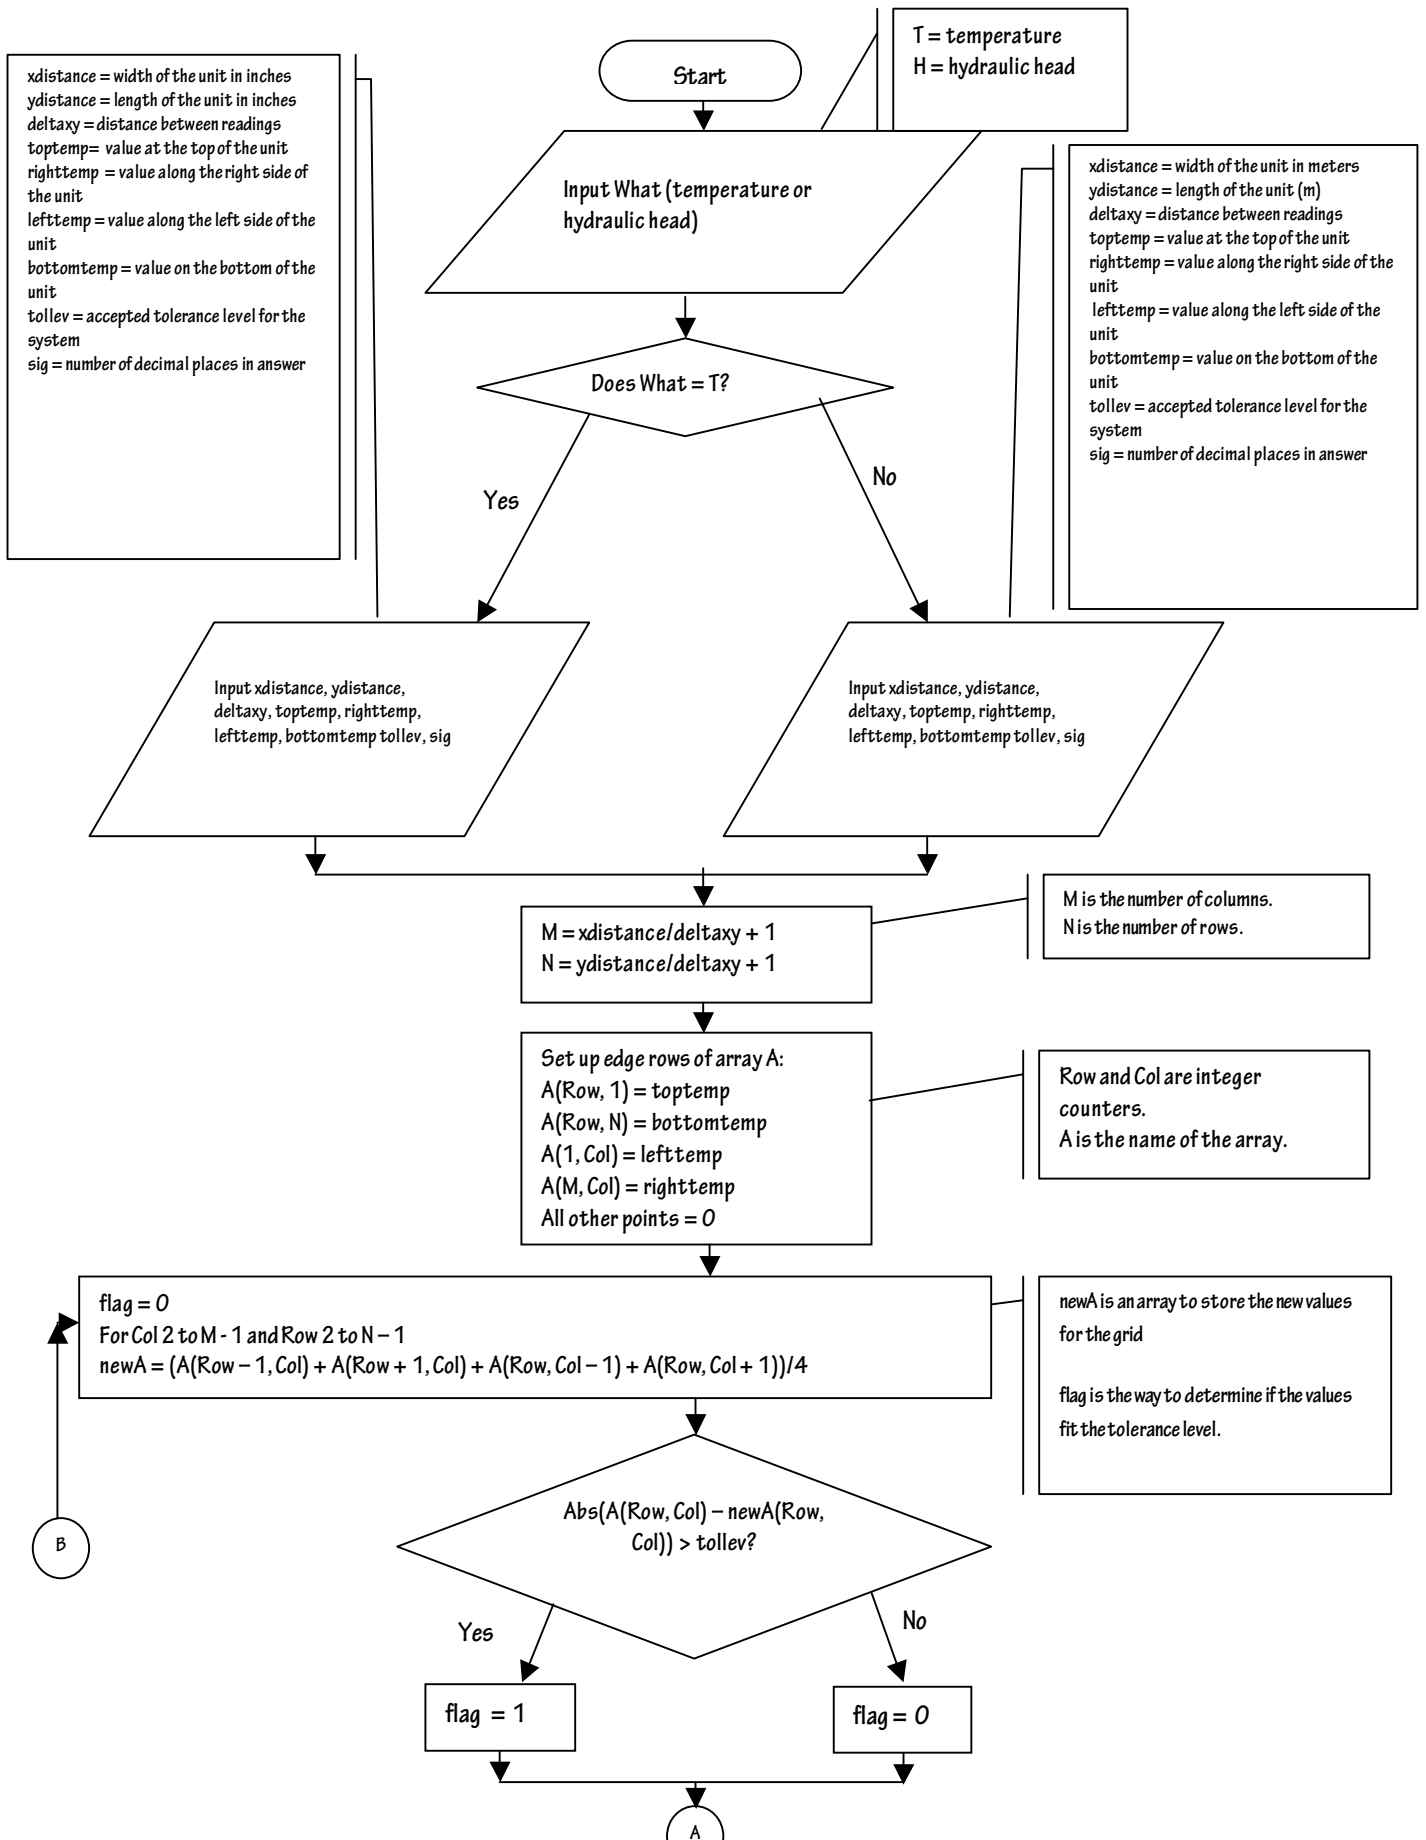 T = temperature
H = hydraulic head
Start
xdistance = width of the unit in inches
ydistance = length of the unit in inches
deltaxy = distance between readings
toptemp= value at the top of the unit
righttemp = value along the right side of
the unit
lefttemp = value along the left side of the
unit
bottomtemp = value on the bottom of the
unit
tollev = accepted tolerance level for the
system
sig = number of decimal places in answer
Input What (temperature or
hydraulic head)
xdistance = width of the unit in meters
ydistance = length of the unit (m)
deltaxy = distance between readings
toptemp = value at the top of the unit
righttemp = value along the right side of the
unit
lefttemp = value along the left side of the
unit
bottomtemp = value on the bottom of the
unit
tollev = accepted tolerance level for the
system
sig = number of decimal places in answer
Does What = T?
Yes
No
Input xdistance, ydistance,
deltaxy, toptemp, righttemp,
lefttemp, bottomtemp tollev, sig
Input xdistance, ydistance,
deltaxy, toptemp, righttemp,
lefttemp, bottomtemp tollev, sig
M = xdistance/deltaxy + 1
N = ydistance/deltaxy + 1
M is the number of columns.
N is the number of rows.
Set up edge rows of array A:
A(Row, 1) = toptemp
A(Row, N) = bottomtemp
A(1, Col) = lefttemp
A(M, Col) = righttemp
All other points = 0
Row and Col are integer
counters.
A is the name of the array.
flag = 0
For Col 2 to M - 1 and Row 2 to N – 1
newA = (A(Row – 1, Col) + A(Row + 1, Col) + A(Row, Col – 1) + A(Row, Col + 1))/4
newA is an array to store the new values
for the grid
flag is the way to determine if the values
fit the tolerance level.
Abs(A(Row, Col) – newA(Row,
Col)) > tollev?
B
Yes
No
flag = 1
flag = 0
A